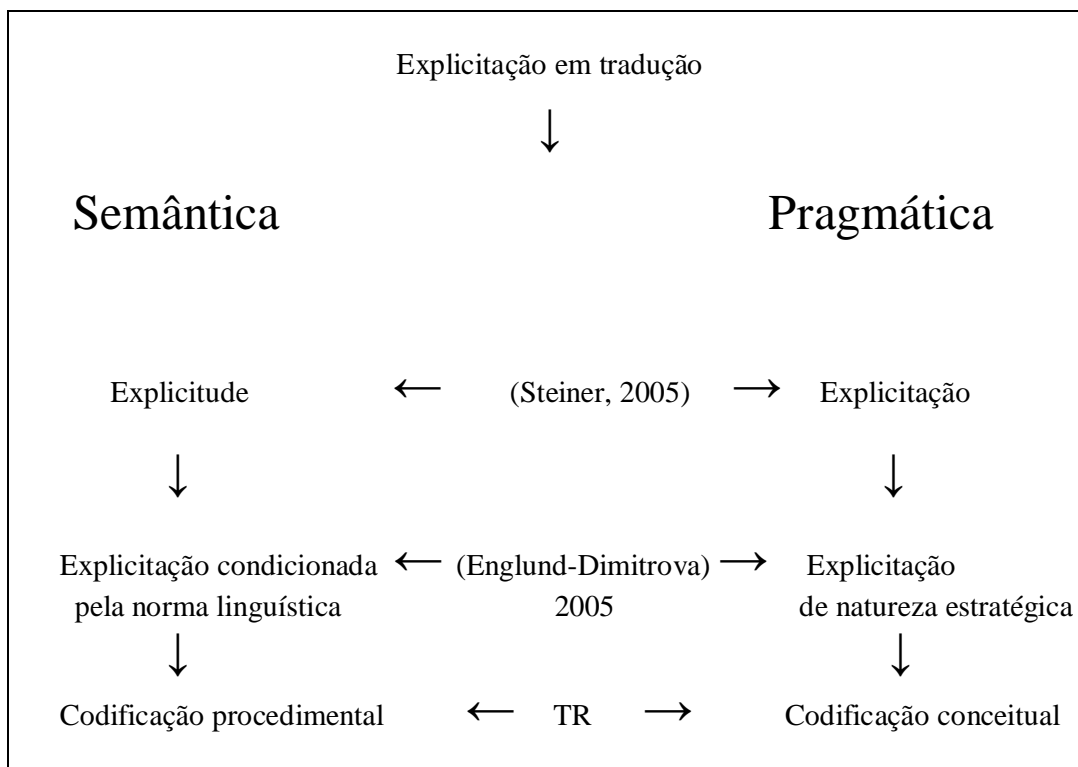 Explicitação em tradução
↓
Semântica Pragmática
Explicitude ← (Steiner, 2005) → Explicitação
↓ ↓
Explicitação condicionada ← (Englund-Dimitrova) → Explicitação
pela norma linguística 2005 de natureza estratégica
↓ ↓
Codificação procedimental ← TR → Codificação conceitual